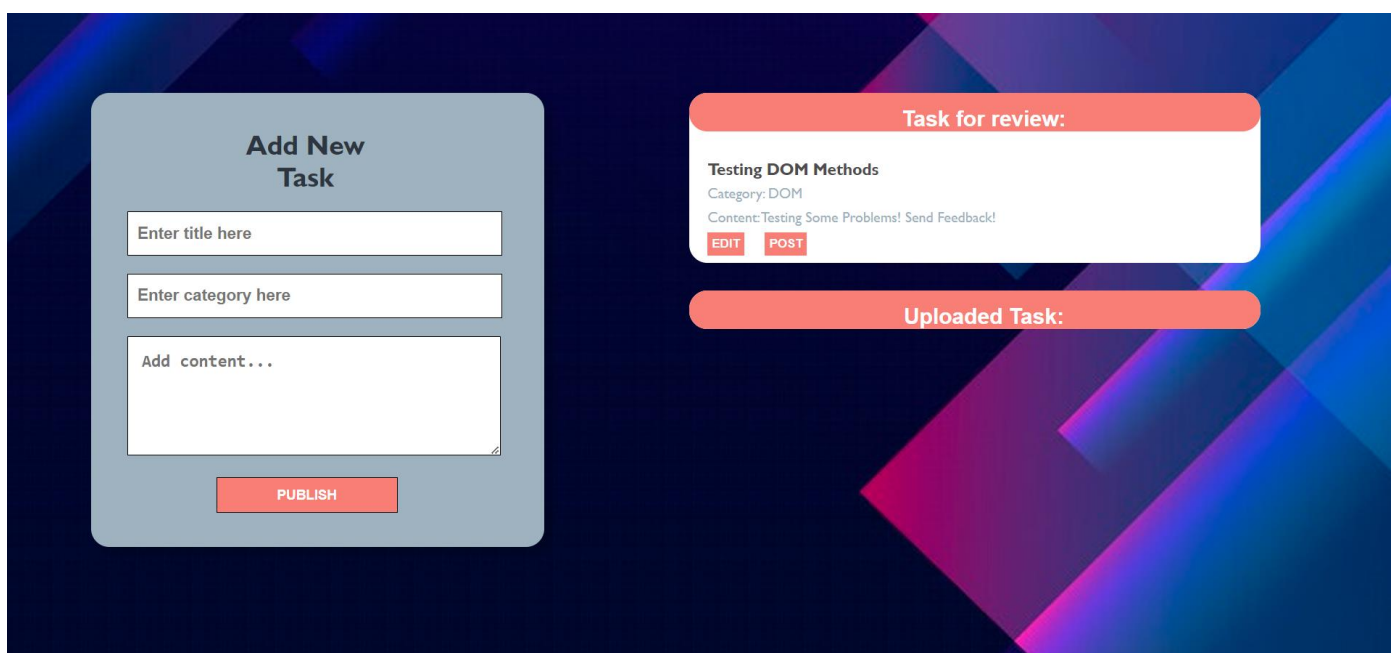 Add New
Task
Enter title here
Enter category here
Add content...
PUBLISH
Task for review:
Testing DOM Methods
Category: DOM
Content:Testing Some Problems! Send Feedback!
EDIT POST
Uploaded Task: